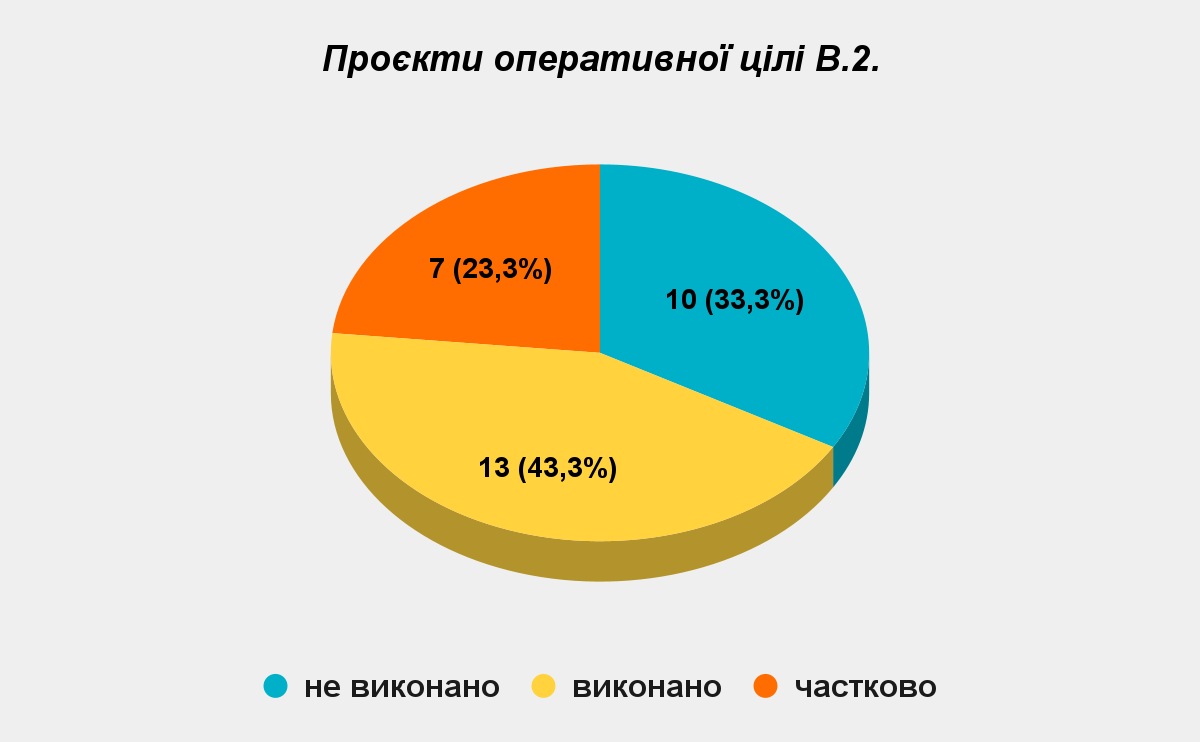 Проєкти оперативної цілі В.2.
7 (23,3%)
10 (33,3%)
13 (43,3%)
не виконано виконано частково